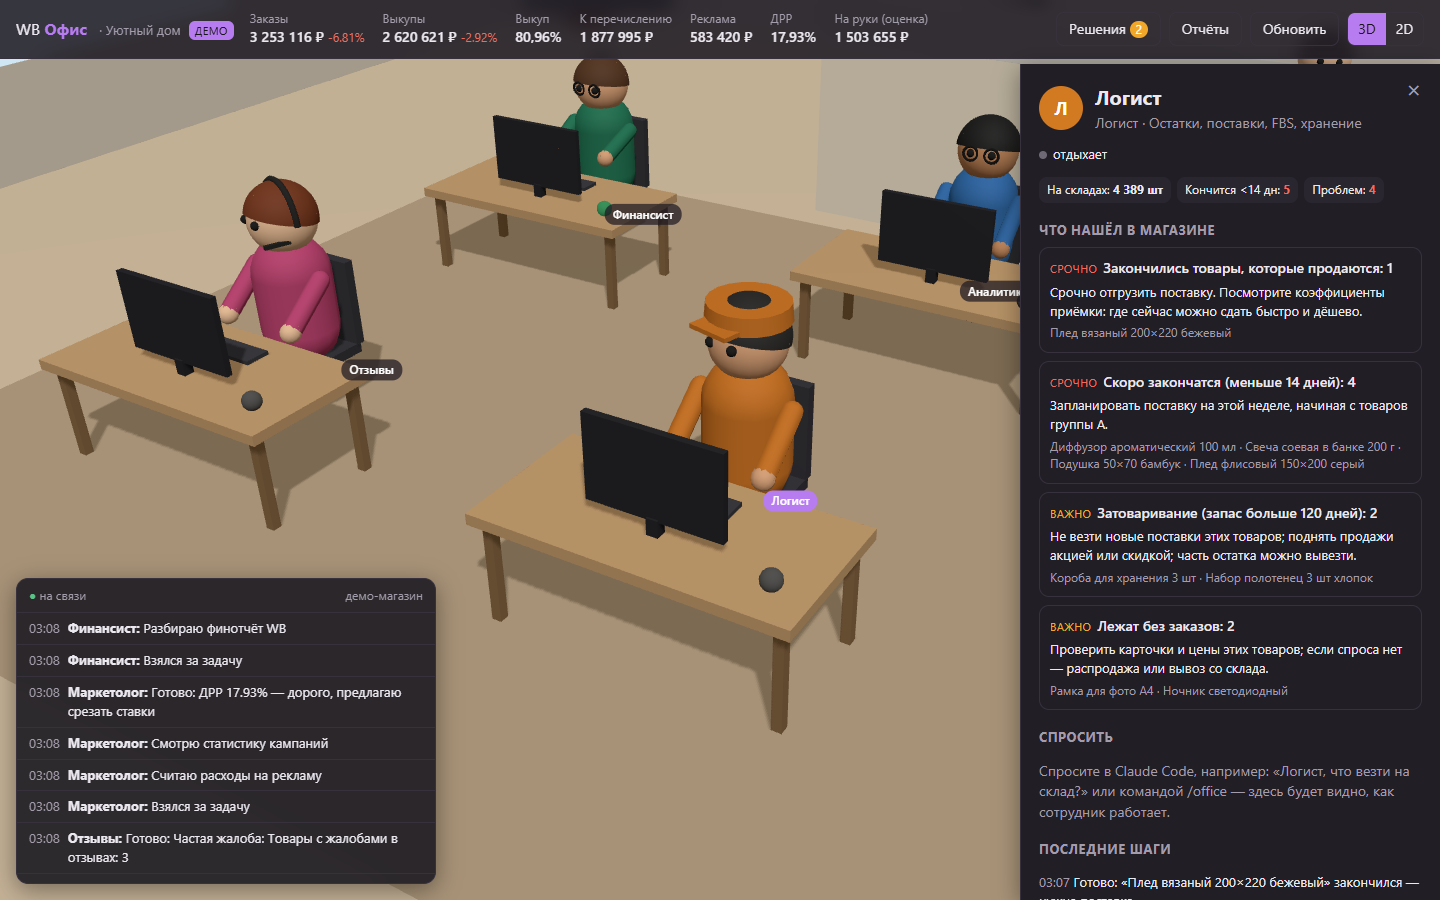 WB Офис · Уютный дом ДЕМО
Заказы
3 253 116 ₽ -6.81%
Выкупы
2 620 621 ₽ -2.92%
Выкуп
80,96%
К перечислению
1 877 995 ₽
Реклама
583 420 ₽
ДРР
17,93%
На руки (оценка)
1 503 655 ₽
Решения 2
Отчёты
Обновить
3D 2D
Финансист
Аналитик
Отзывы
Логист
● на связи демо-магазин
03:08 Финансист: Разбираю финотчёт WB
03:08 Финансист: Взялся за задачу
03:08 Маркетолог: Готово: ДРР 17.93% — дорого, предлагаю
срезать ставки
03:08 Маркетолог: Смотрю статистику кампаний
03:08 Маркетолог: Считаю расходы на рекламу
03:08 Маркетолог: Взялся за задачу
03:08 Отзывы: Готово: Частая жалоба: Товары с жалобами в
отзывах: 3
Л
Логист
Логист · Остатки, поставки, FBS, хранение
×
отдыхает
На складах: 4 389 шт
Кончится <14 дн: 5
Проблем: 4
ЧТО НАШЁЛ В МАГАЗИНЕ
СРОЧНО Закончились товары, которые продаются: 1
Срочно отгрузить поставку. Посмотрите коэффициенты
приёмки: где сейчас можно сдать быстро и дёшево.
Плед вязаный 200×220 бежевый
СРОЧНО Скоро закончатся (меньше 14 дней): 4
Запланировать поставку на этой неделе, начиная с товаров
группы A.
Диффузор ароматический 100 мл · Свеча соевая в банке 200 г ·
Подушка 50×70 бамбук · Плед флисовый 150×200 серый
ВАЖНО Затоваривание (запас больше 120 дней): 2
Не везти новые поставки этих товаров; поднять продажи
акцией или скидкой; часть остатка можно вывезти.
Короба для хранения 3 шт · Набор полотенец 3 шт хлопок
ВАЖНО Лежат без заказов: 2
Проверить карточки и цены этих товаров; если спроса нет
— распродажа или вывоз со склада.
Рамка для фото A4 · Ночник светодиодный
СПРОСИТЬ
Спросите в Claude Code, например: «Логист, что везти на
склад?» или командой /office — здесь будет видно, как
сотрудник работает.
ПОСЛЕДНИЕ ШАГИ
03:07 Готово: «Плед вязаный 200×220 бежевый» закончился —